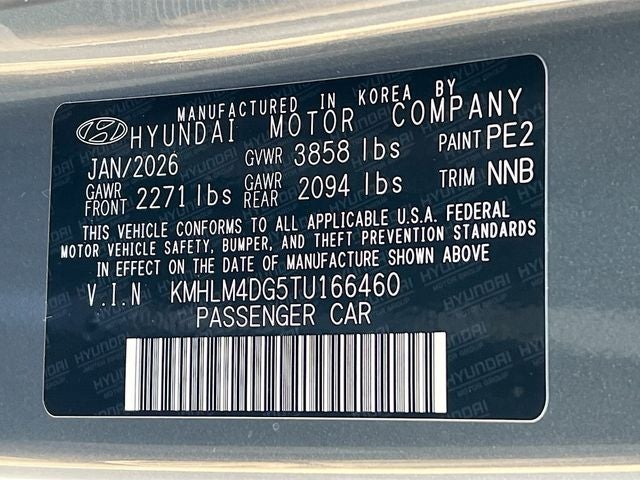 MANUFACTURED IN KOREA BY
HYUNDAI MOTOR COMPANY
JAN/2026 GVWR 3858 lbs PAINT PE2
GAWR FRONT 2271 lbs GAWR REAR 2094 lbs TRIM NNB
THIS VEHICLE CONFORMS TO ALL APPLICABLE U.S.A. FEDERAL
MOTOR VEHICLE SAFETY, BUMPER, AND THEFT PREVENTION STANDARDS
IN EFFECT ON THE DATE OF MANUFACTURE SHOWN ABOVE
V.I.N KMHLM4DG5TU166460
PASSENGER CAR